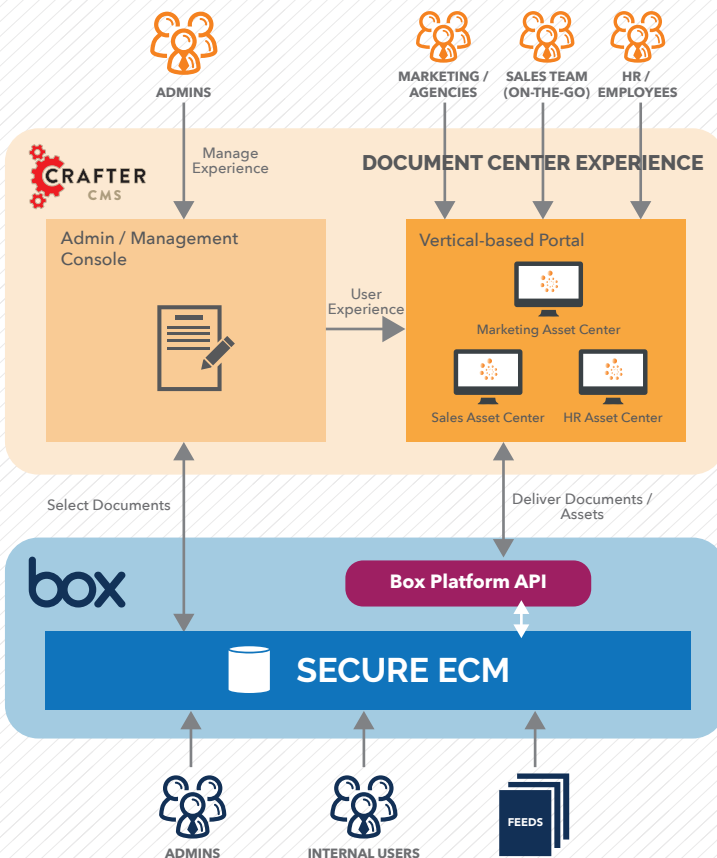 ADMINS
MARKETING /
AGENCIES
SALES TEAM
(ON-THE-GO)
HR /
EMPLOYEES
CRAFTER
CMS
Manage
Experience
DOCUMENT CENTER EXPERIENCE
Admin / Management
Console
User
Experience
Vertical-based Portal
Marketing Asset Center
Sales Asset Center
HR Asset Center
Select Documents
Deliver Documents /
Assets
box
Box Platform API
SECURE ECM
ADMINS
INTERNAL USERS
FEEDS